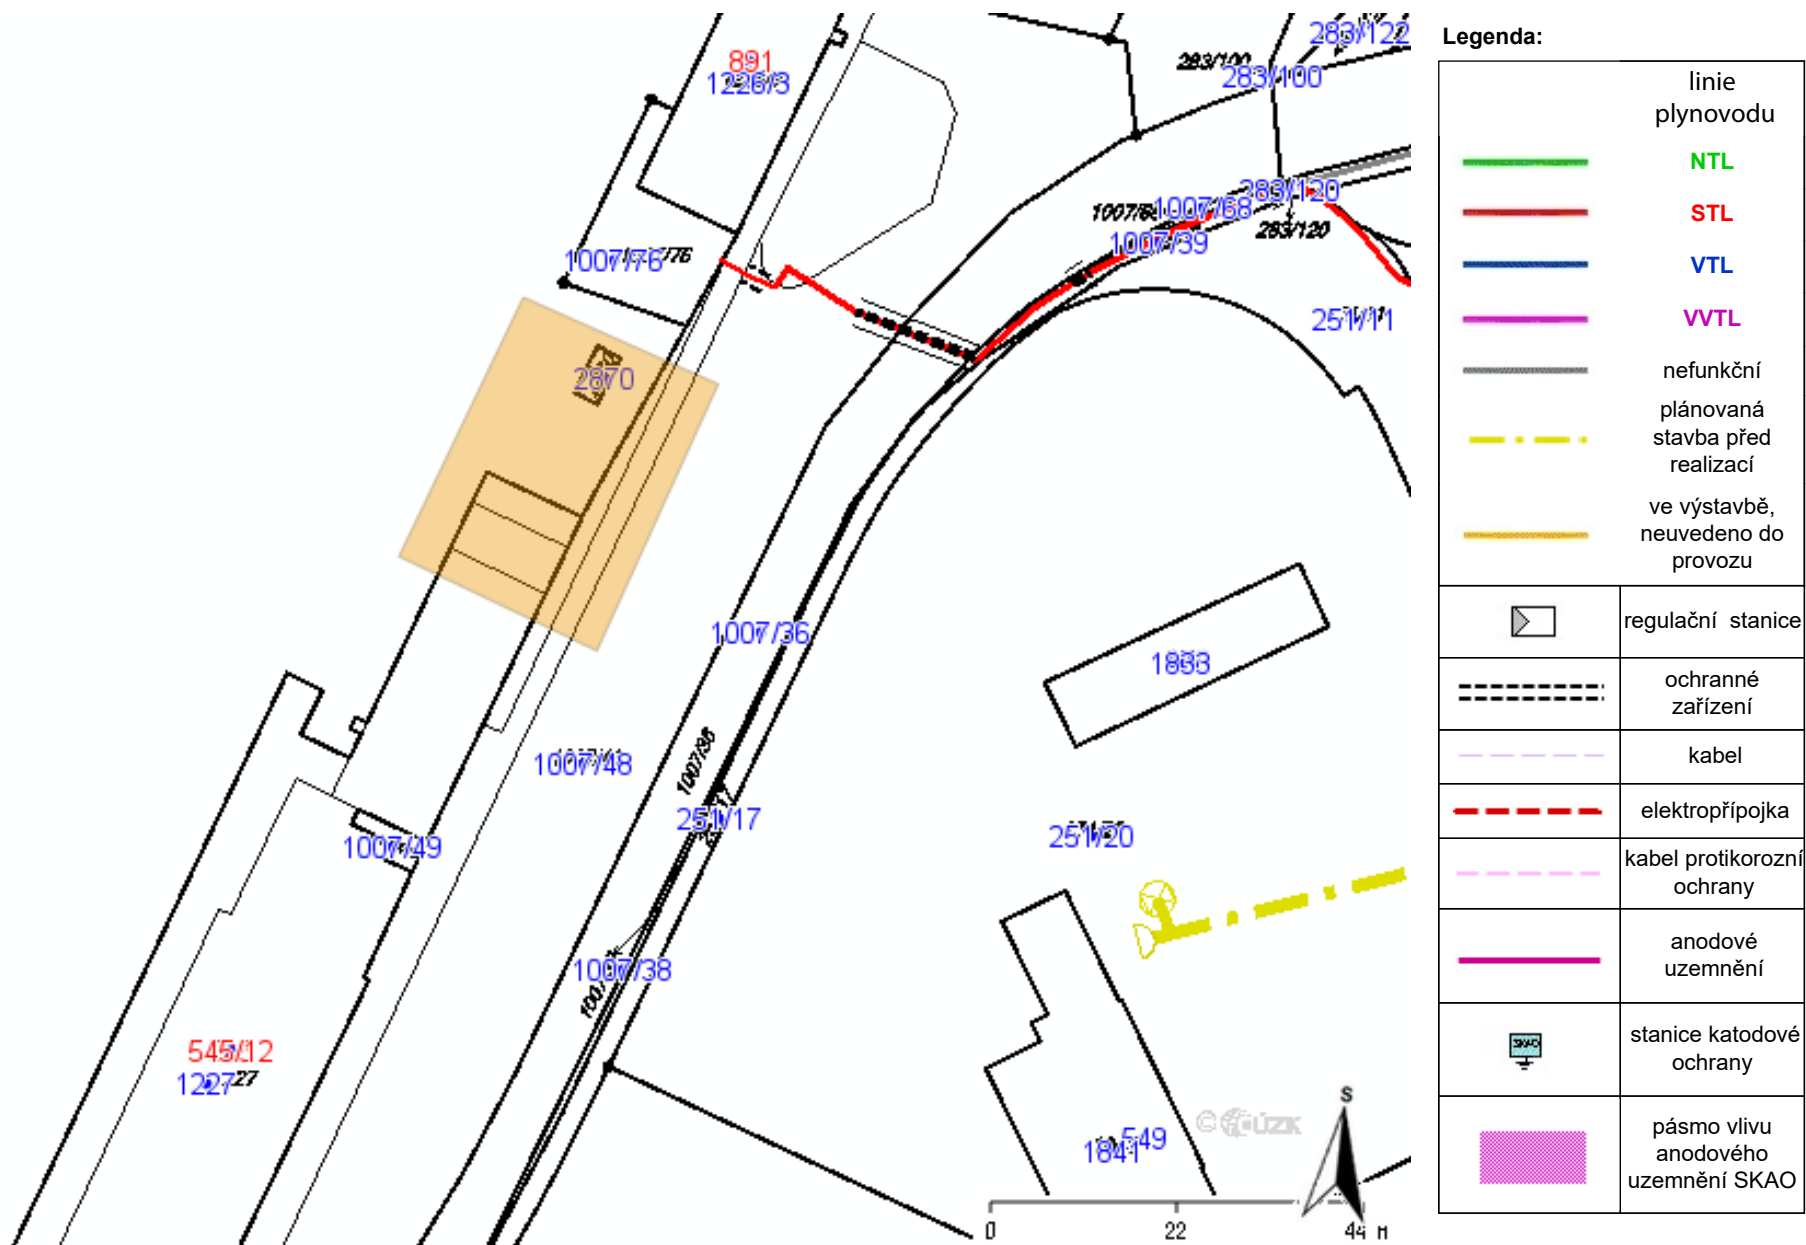 891
1226/3
283/122
283/100
283/100
283/120
1007/68
1007/39
283/120
1007/76
251/11
2870
1007/36
1833
1007/36
1007/48
251/17
251/20
1007/49
1007/38
545/12
1227
549
1841
ČÚZK
S
0
22
44 M
Legenda:
linie
plynovodu
NTL
STL
VTL
VVTL
nefunkční
plánovaná
stavba před
realizací
ve výstavbě,
neuvedeno do
provozu
regulační stanice
ochranné
zařízení
kabel
elektropřípojka
kabel protikorozní
ochrany
anodové
uzemnění
SKAO
stanice katodové
ochrany
pásmo vlivu
anodového
uzemnění SKAO